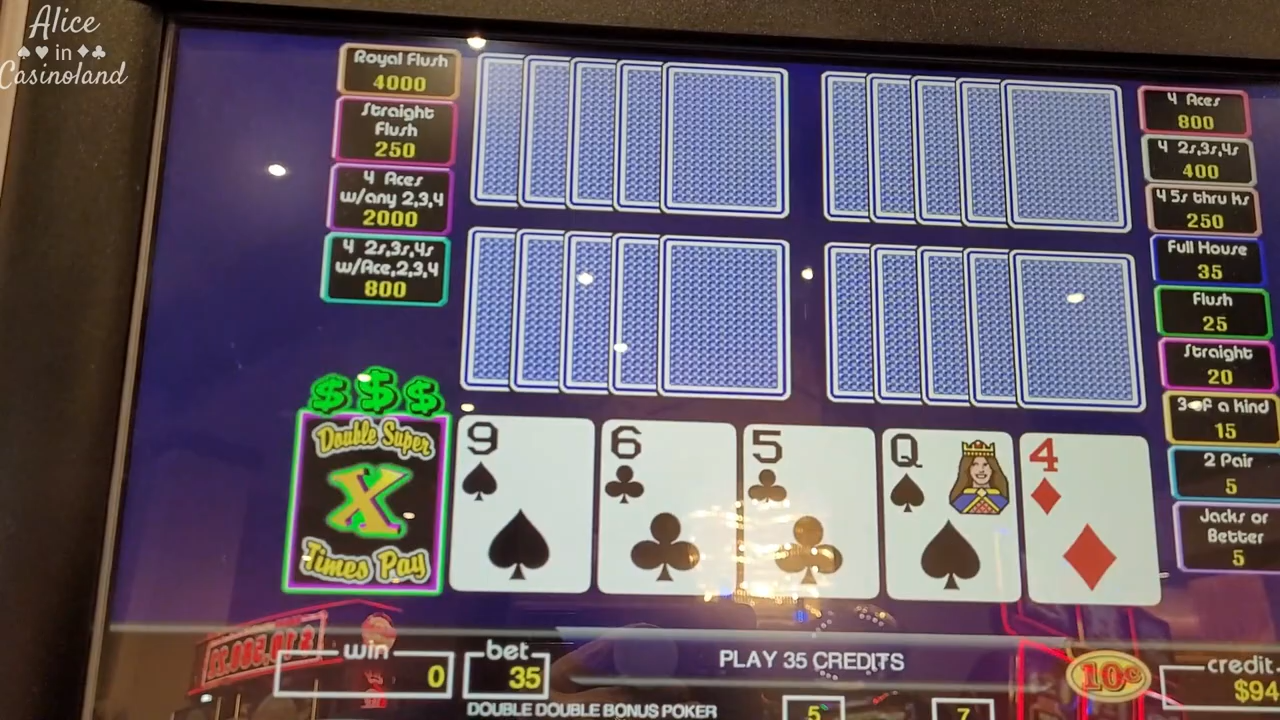 Alice
in
Casinoland
Royal Flush
4000
Straight
Flush
250
4 Aces
w/any 2,3,4
2000
4 2s,3s,4s
w/Ace,2,3,4
800
4 Aces
800
4 2s,3s,4s
400
4 5s thru Ks
250
Full House
35
Flush
25
Straight
20
3 of a Kind
15
2 Pair
5
Jacks or
Better
5
$ $ $
Double Super
X
Times Pay
9
6
5
Q
4
win
0
bet
35
PLAY 35 CREDITS
10¢
credit
$94
DOUBLE DOUBLE BONUS POKER
5
7